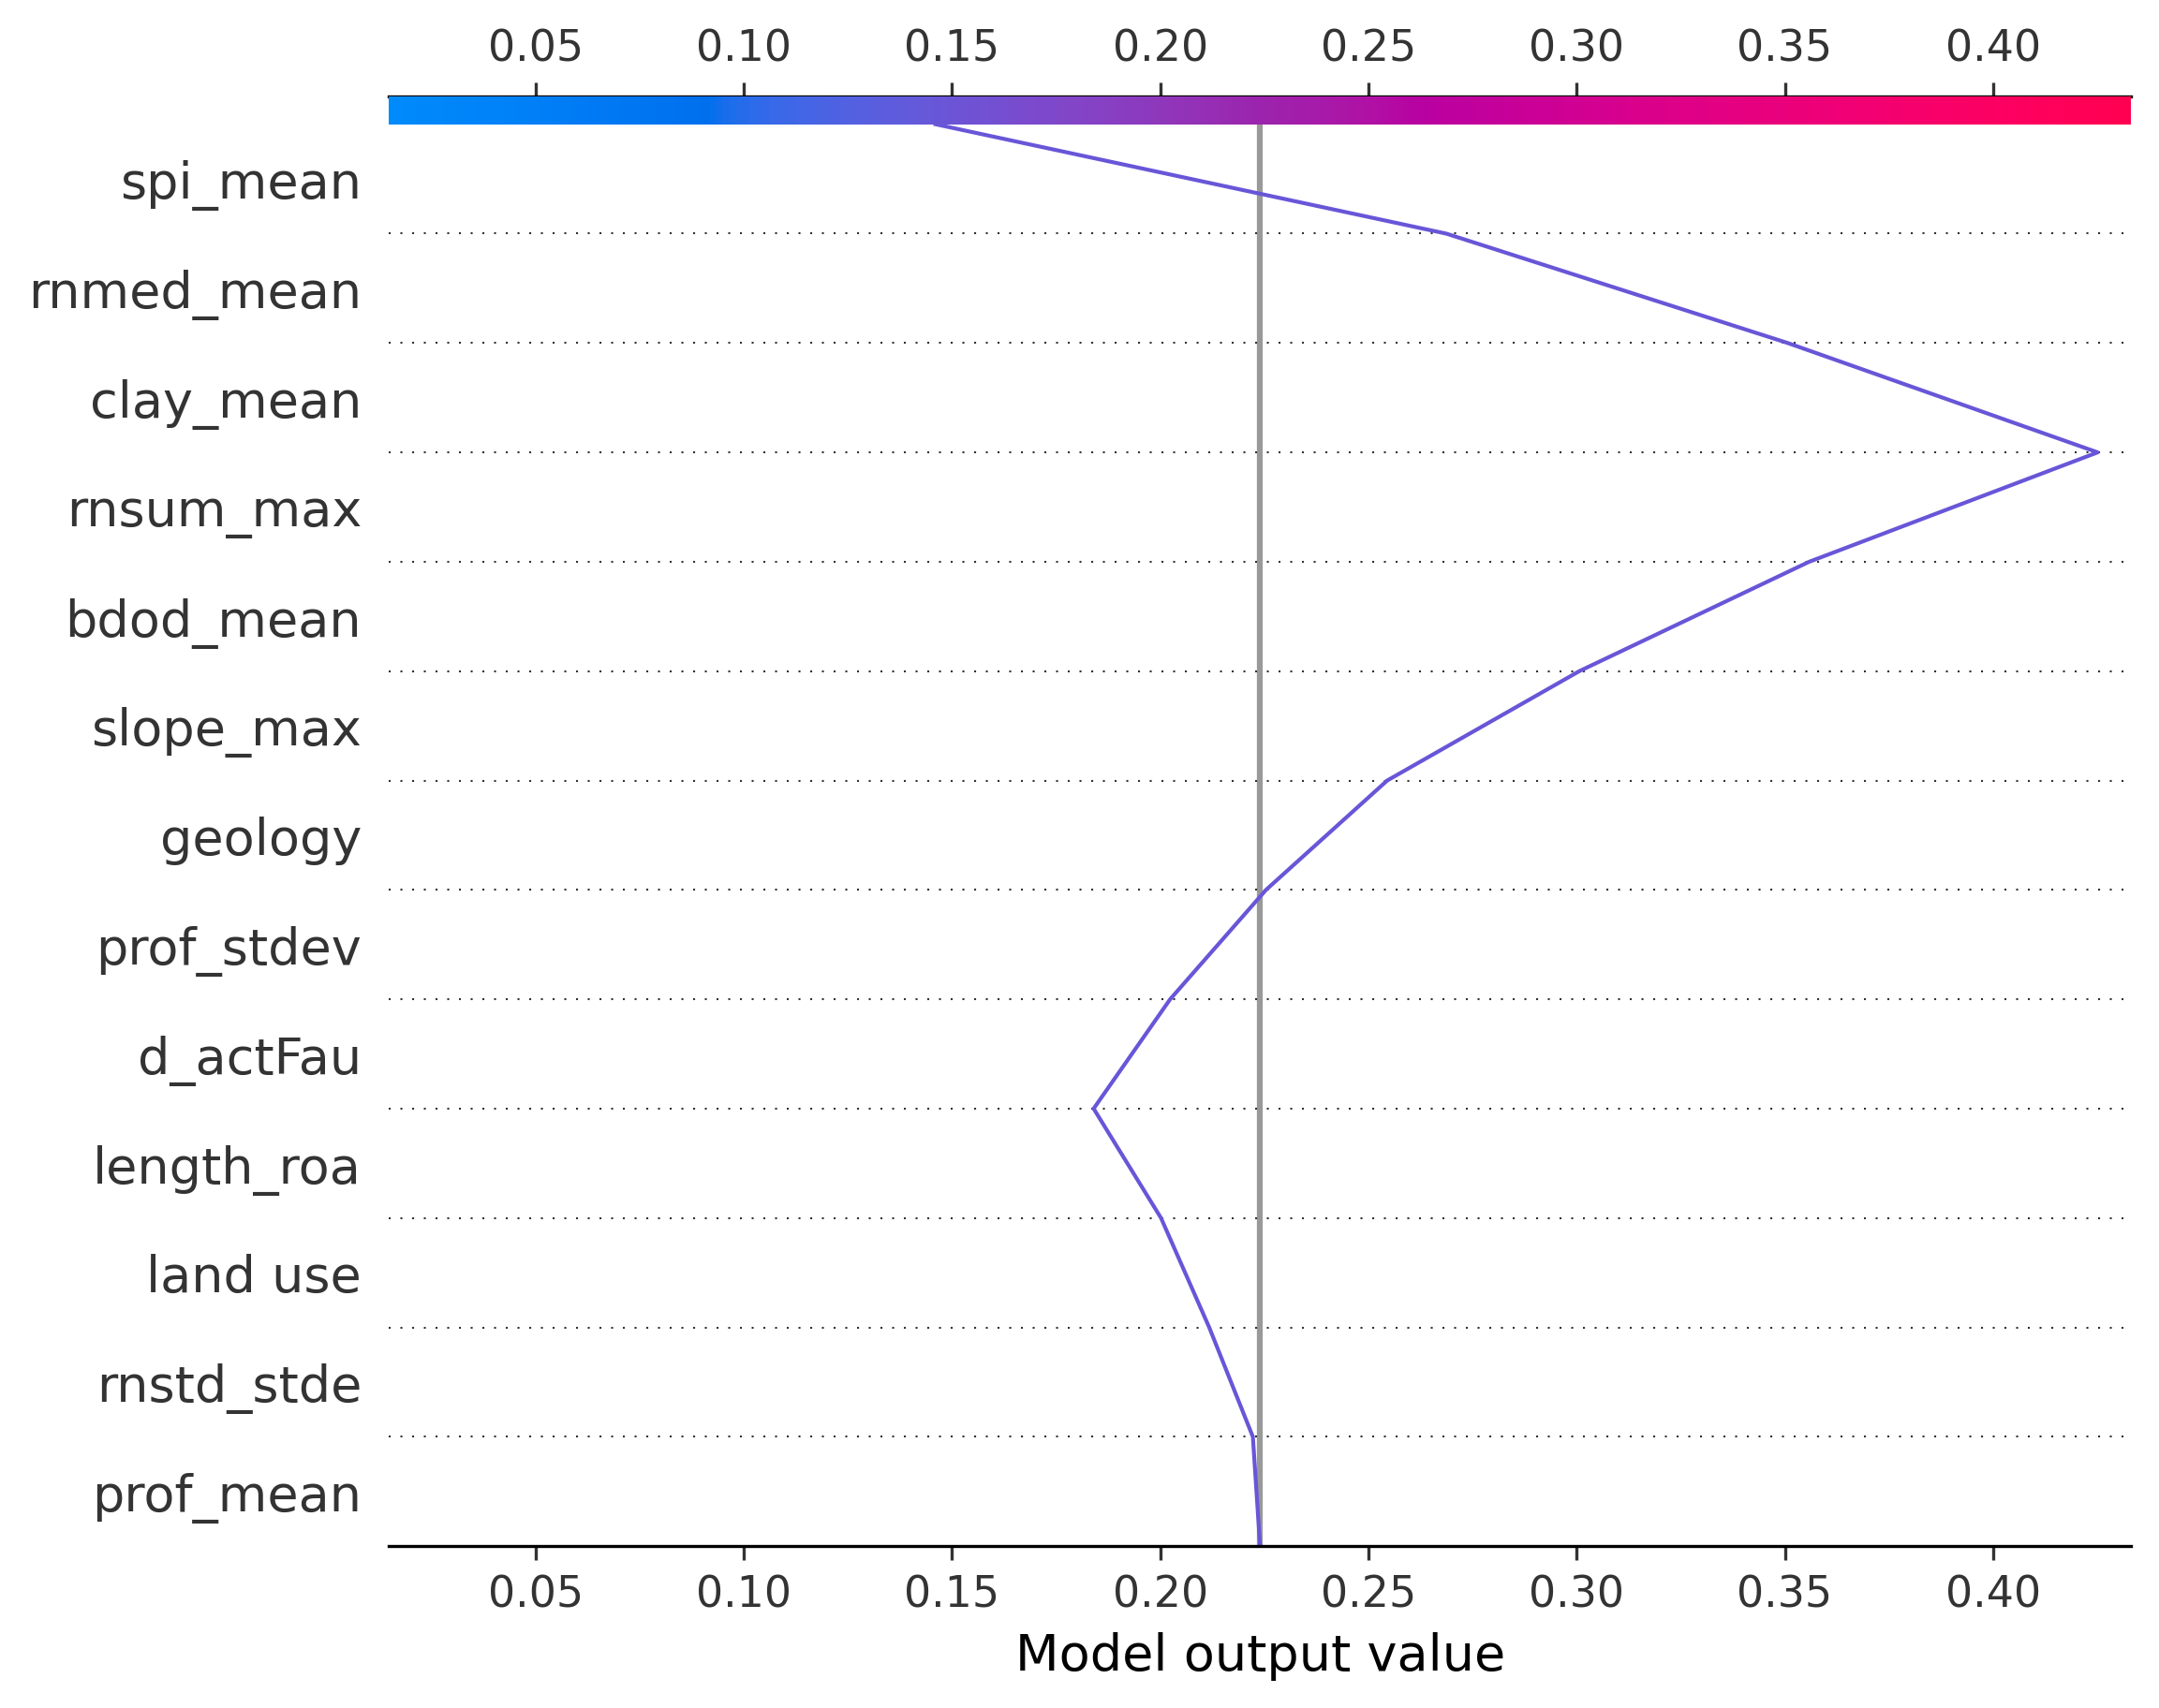 0.05 0.10 0.15 0.20 0.25 0.30 0.35 0.40
spi_mean
rnmed_mean
clay_mean
rnsum_max
bdod_mean
slope_max
geology
prof_stdev
d_actFau
length_roa
land use
rnstd_stde
prof_mean
0.05 0.10 0.15 0.20 0.25 0.30 0.35 0.40
Model output value